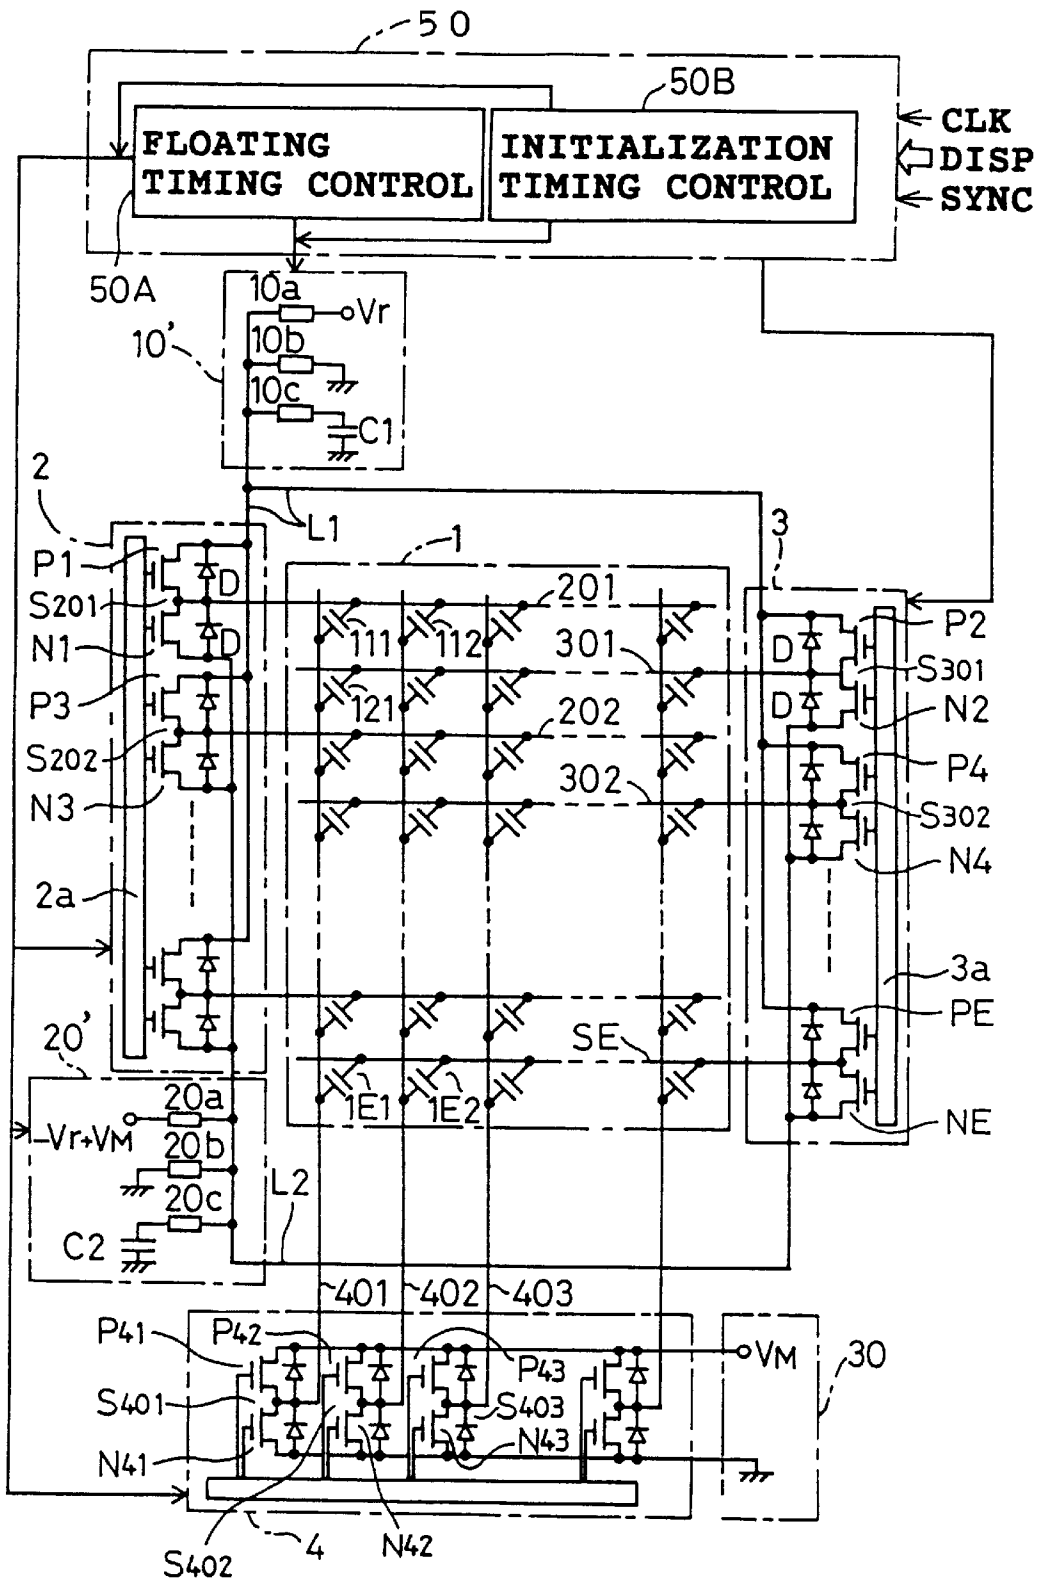 50
50B
FLOATING
TIMING CONTROL
INITIALIZATION
TIMING CONTROL
CLK
DISP
SYNC
50A
10a
Vr
10'
10b
10c
C1
2
L1
1
3
P1
D
S201
201
P2
N1
D
111
112
301
D
S301
P3
121
D
N2
S202
202
P4
N3
302
S302
2a
N4
3a
PE
20'
SE
20a
1E1
1E2
NE
-Vr+VM
20b
20c
L2
C2
401
402
403
P41
P42
P43
VM
30
S401
S403
N41
N43
4
N42
S402